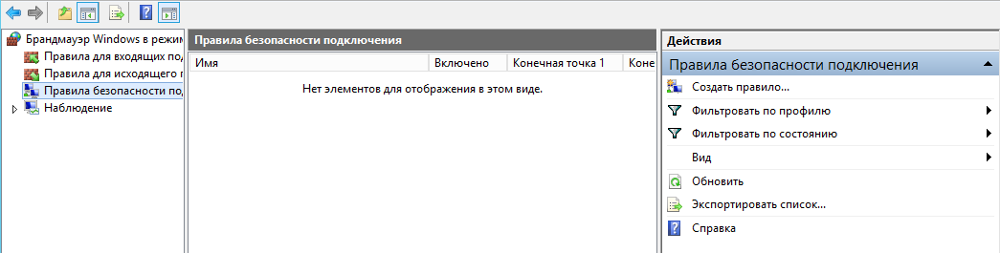 Брандмауэр Windows в режим
Правила для входящих по
Правила для исходящего г
Правила безопасности по
Наблюдение
Правила безопасности подключения
Имя Включено Конечная точка 1 Коне
Нет элементов для отображения в этом виде.
Действия
Правила безопасности подключения
Создать правило...
Фильтровать по профилю
Фильтровать по состоянию
Вид
Обновить
Экспортировать список...
Справка